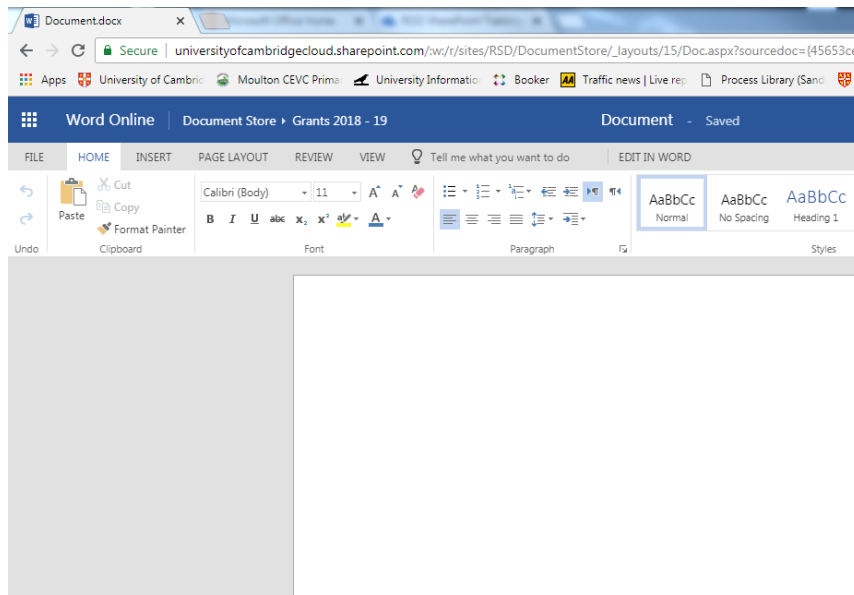 Document.docx
Secure universityofcambridgecloud.sharepoint.com/:w:/r/sites/RSD/DocumentStore/_layouts/15/Doc.aspx?sourcedoc={45653ce
Apps University of Cambric Moulton CEVC Prima University Informatio Booker AA Traffic news | Live rep Process Library (Sand
Word Online Document Store Grants 2018 - 19 Document - Saved
FILE HOME INSERT PAGE LAYOUT REVIEW VIEW Tell me what you want to do EDIT IN WORD
Cut
Calibri (Body) 11 A A
AaBbCc AaBbCc AaBbCc
Paste Copy
B I U abc x₂ x² aby A
Normal No Spacing Heading 1
Format Painter
Undo Clipboard Font Paragraph Styles